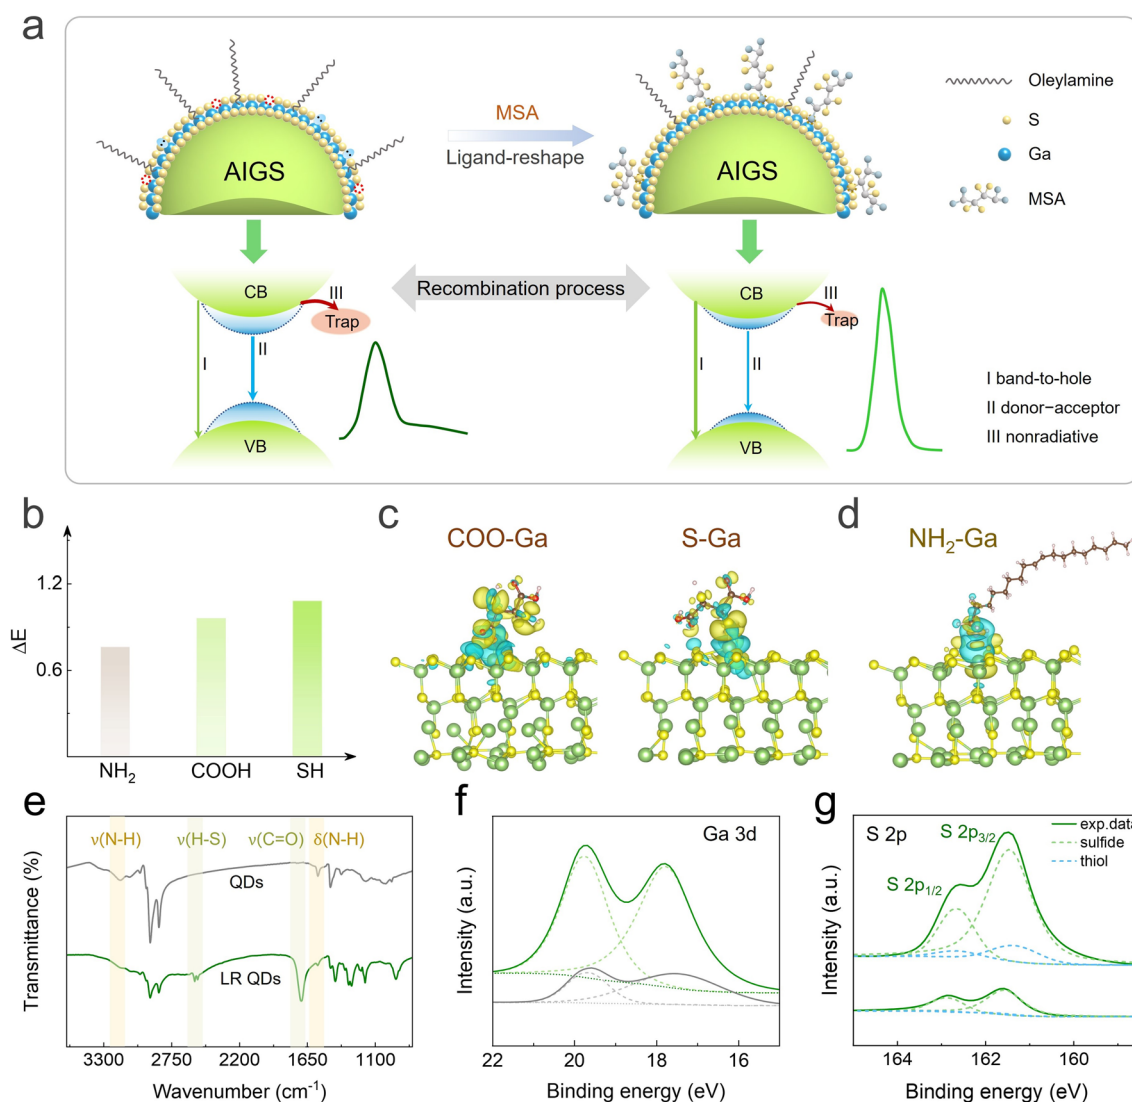 a
AIGS
MSA
Ligand-reshape
AIGS
Oleylamine
S
Ga
MSA
CB
III
Trap
I
II
VB
Recombination process
CB
III
Trap
I
II
VB
I band-to-hole
II donor−acceptor
III nonradiative
b
ΔE
1.2
0.6
NH2
COOH
SH
c
COO-Ga
S-Ga
d
NH2-Ga
e
ν(N-H)
ν(H-S)
ν(C=O)
δ(N-H)
QDs
LR QDs
Transmittance (%)
3300
2750
2200
1650
1100
Wavenumber (cm-1)
f
Ga 3d
Intensity (a.u.)
22
20
18
16
Binding energy (eV)
g
S 2p
S 2p3/2
S 2p1/2
exp.data
sulfide
thiol
Intensity (a.u.)
164
162
160
Binding energy (eV)